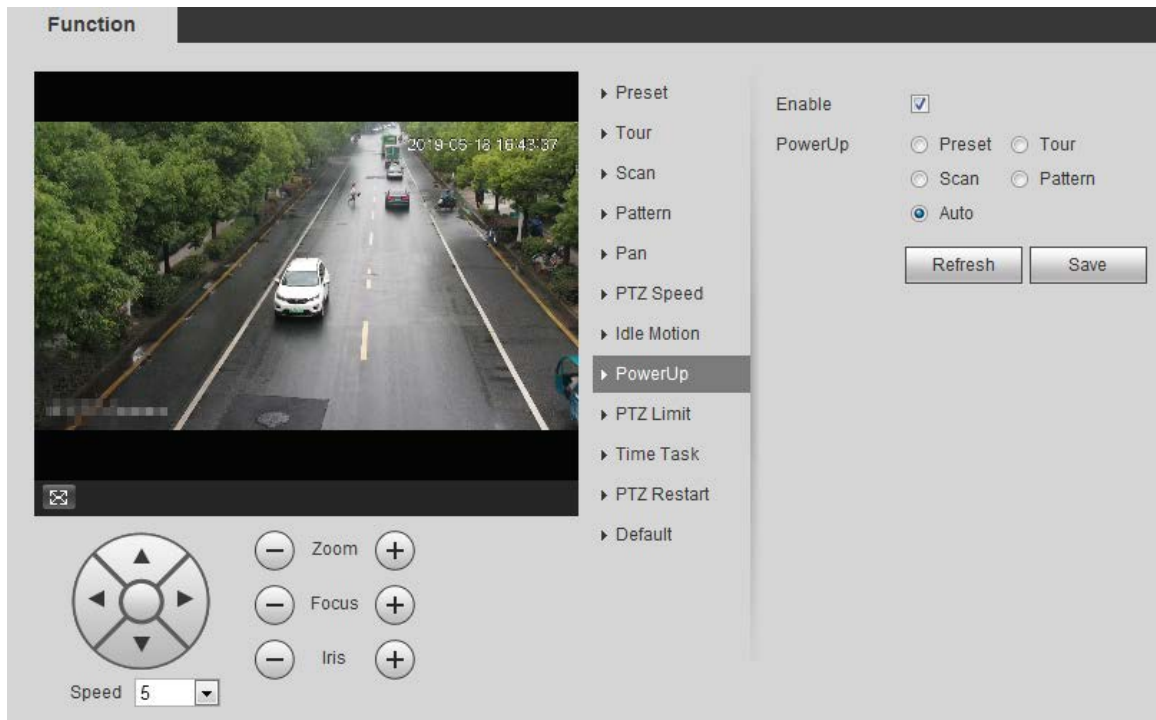 Function
2019-05-18 16:43:37
Preset
Tour
Scan
Pattern
Pan
PTZ Speed
Idle Motion
PowerUp
PTZ Limit
Time Task
PTZ Restart
Default
Enable
PowerUp
Preset Tour
Scan Pattern
Auto
Refresh Save
Zoom
Focus
Iris
Speed 5